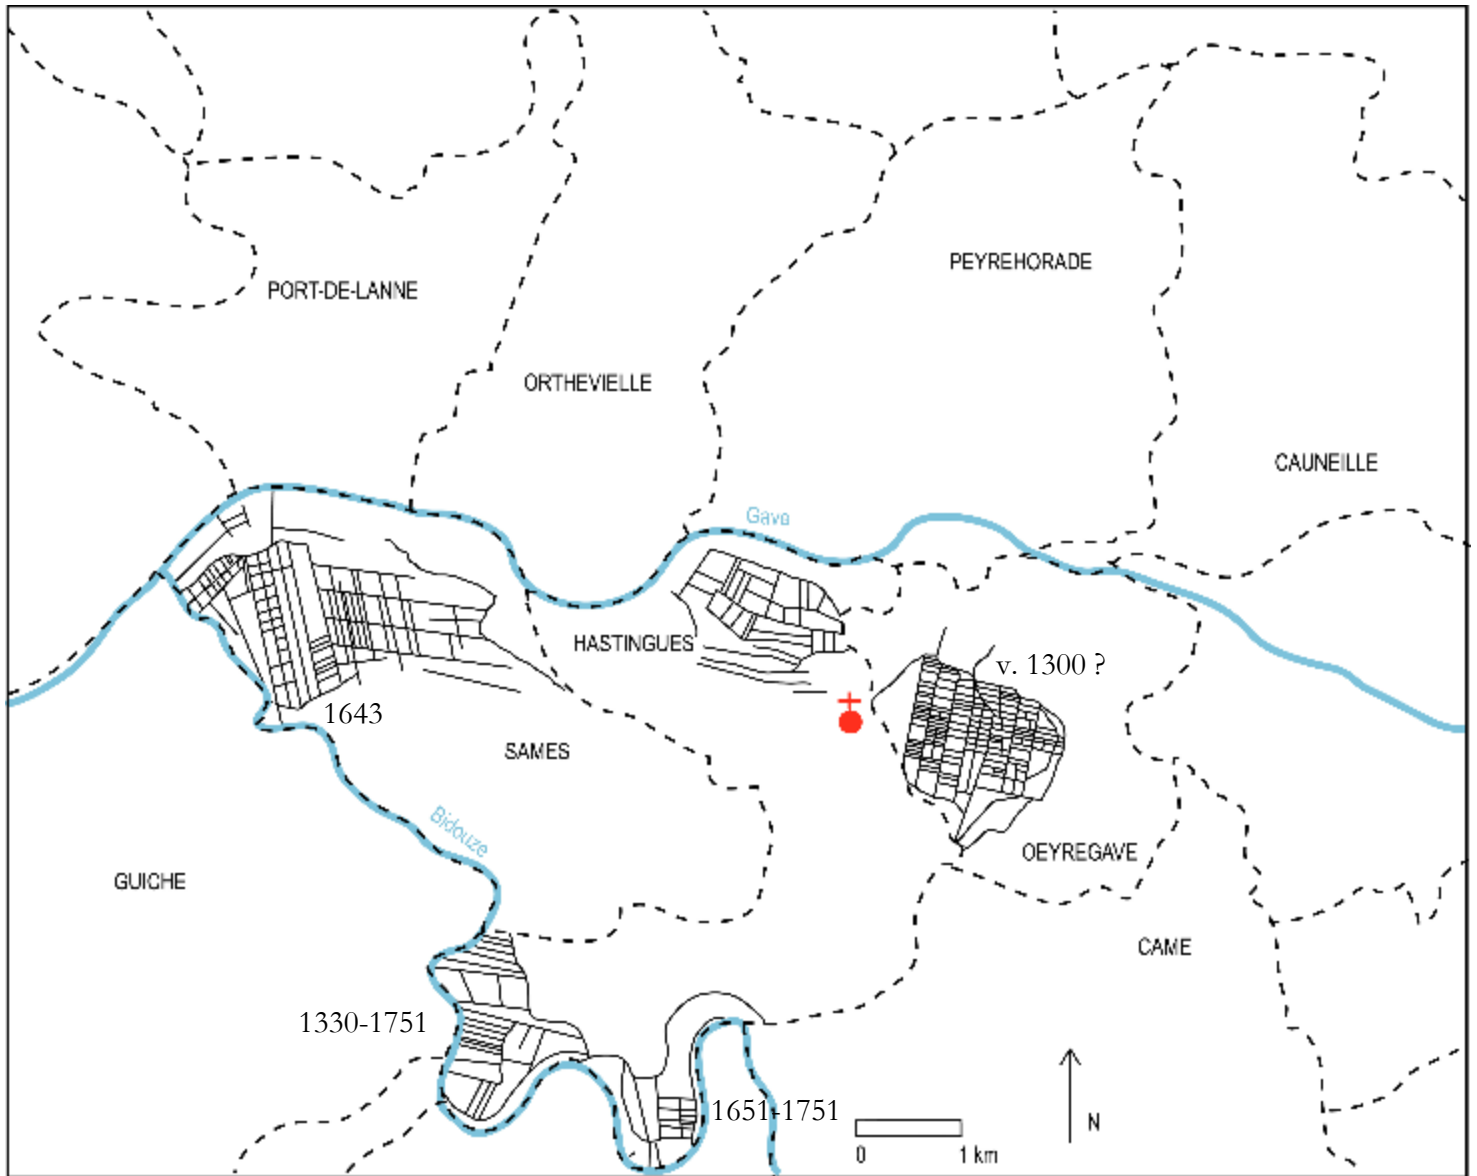 PEYREHORADE
PORT-DE-LANNE
ORTHEVIELLE
CAUNEILLE
Gave
HASTINGUES
v. 1300 ?
1643
SAMES
Bidouze
OEYREGAVE
GUICHE
CAME
1330-1751
1651-1751
N
0 1 km